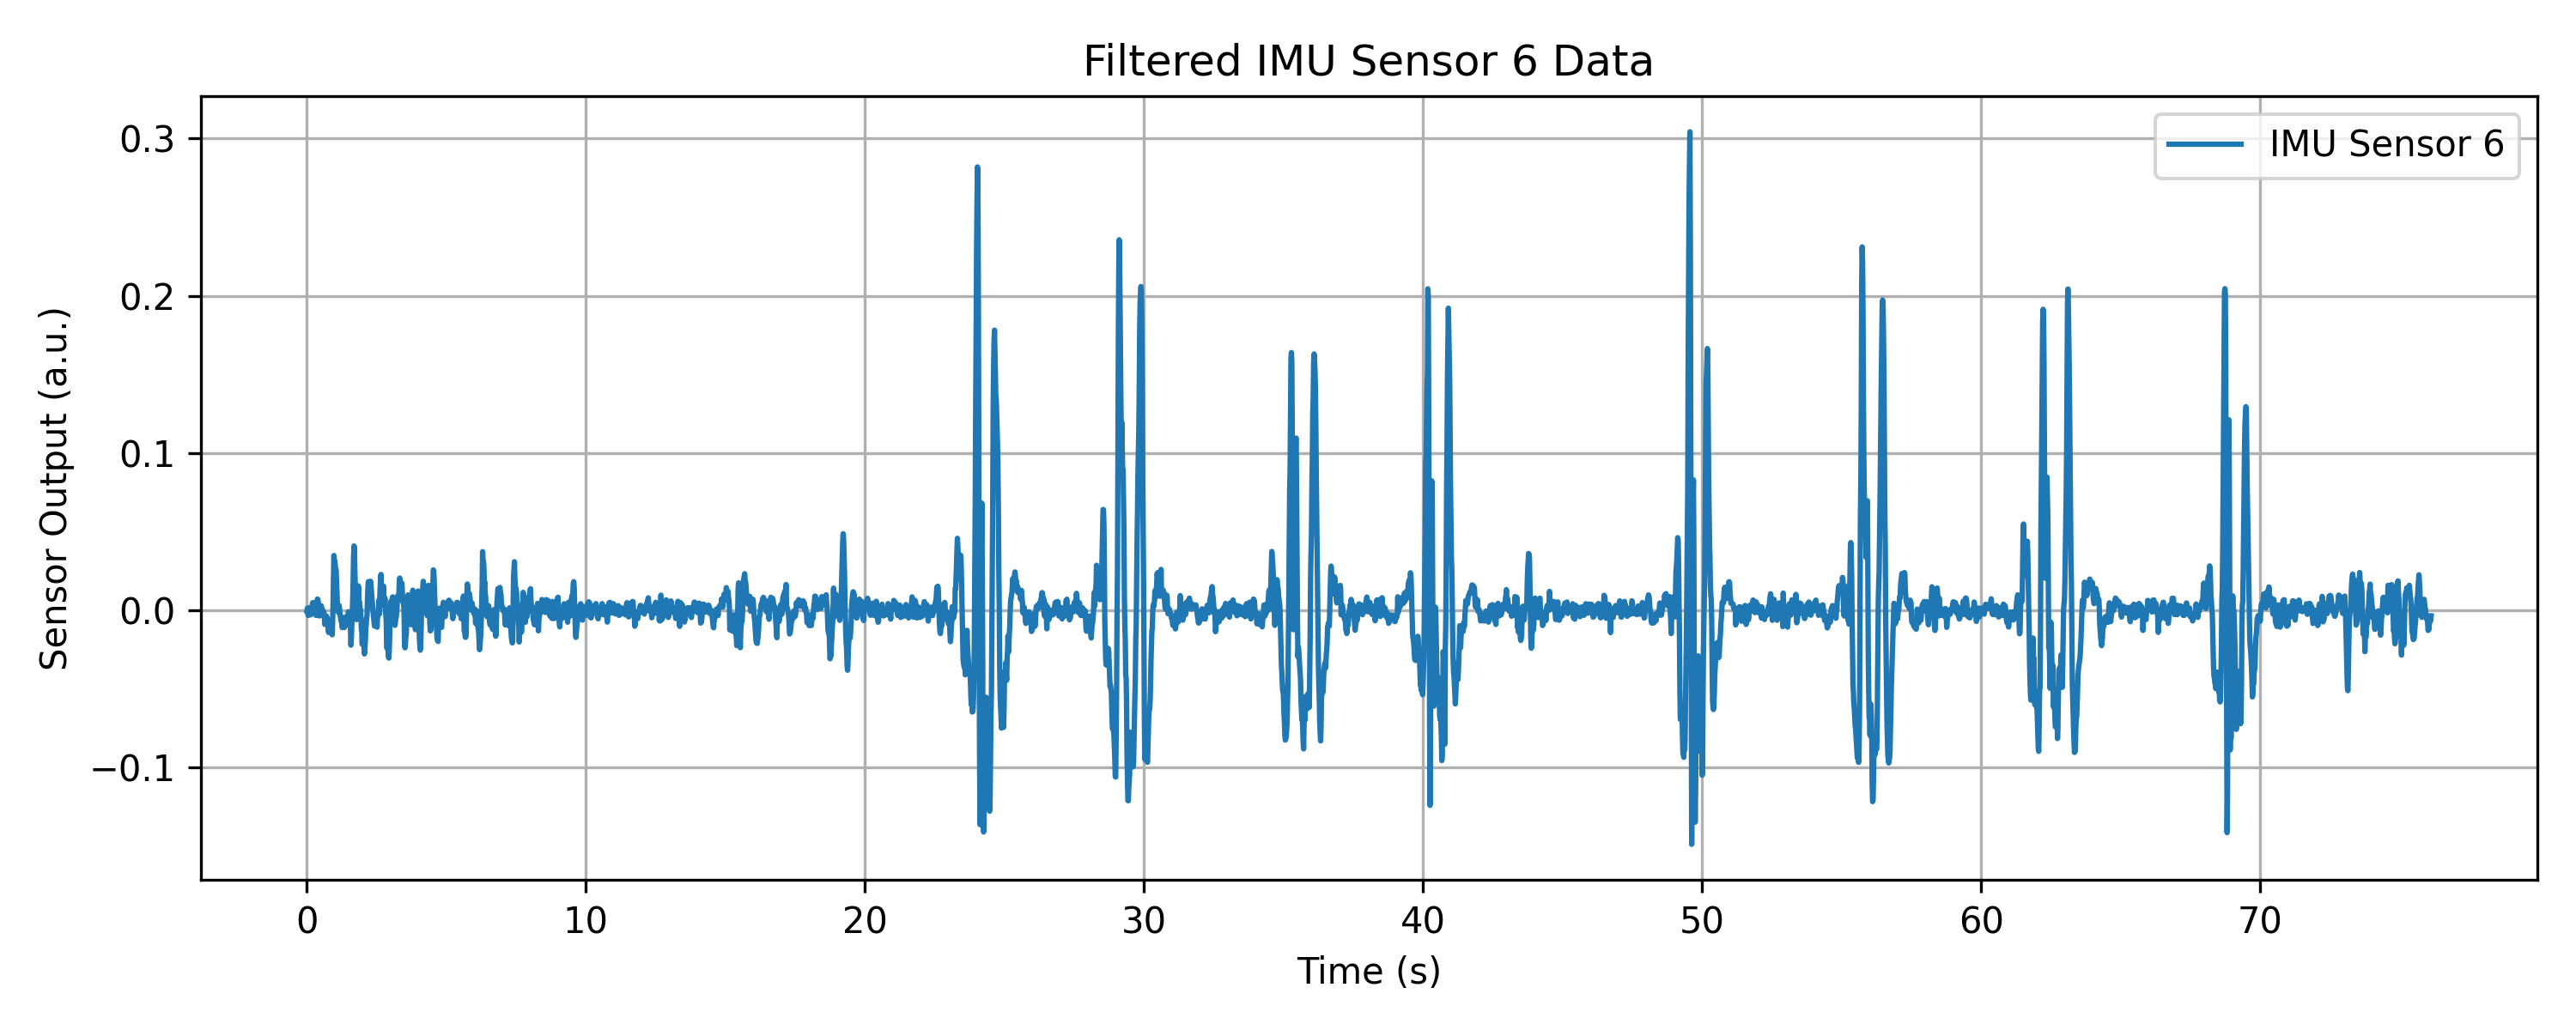 Filtered IMU Sensor 6 Data
IMU Sensor 6
Sensor Output (a.u.)
0.3
0.2
0.1
0.0
−0.1
0 10 20 30 40 50 60 70
Time (s)